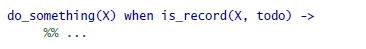 do_something(X) when is_record(X, todo) ->
%% ...